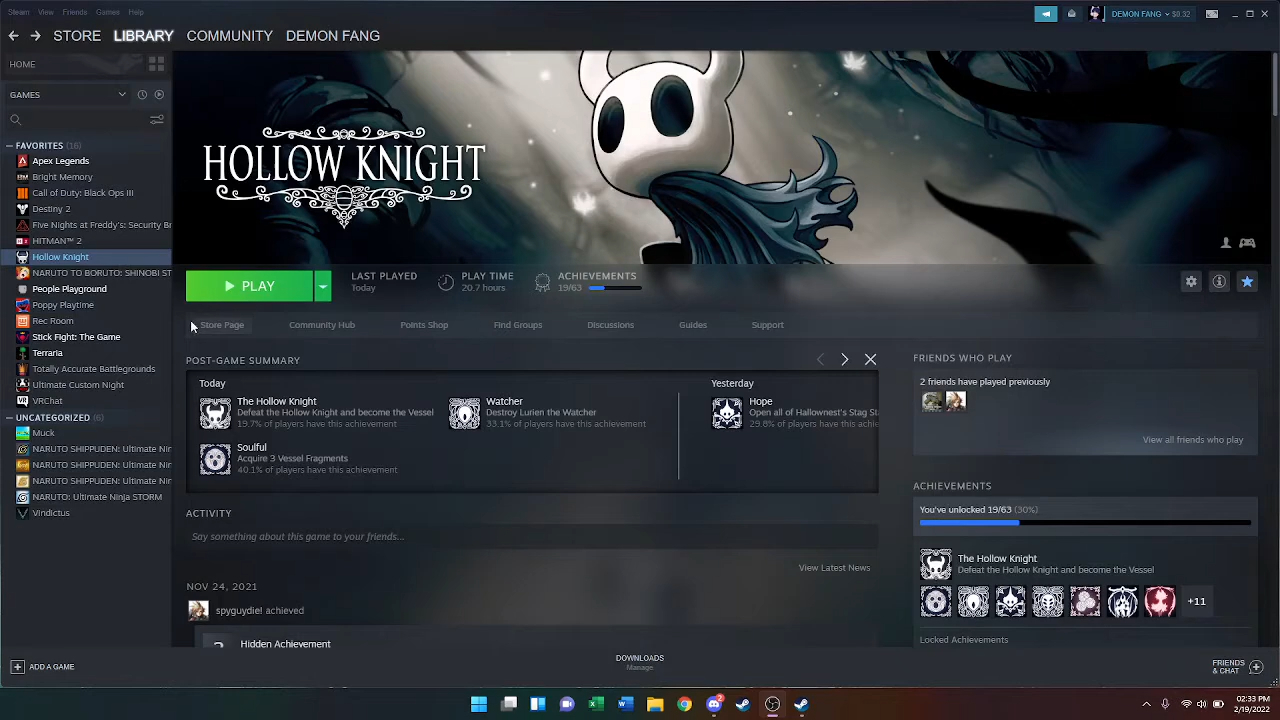 Steam View Friends Games Help
DEMON FANG $0.32
STORE LIBRARY COMMUNITY DEMON FANG
HOME
GAMES
FAVORITES (16)
Apex Legends
Bright Memory
Call of Duty: Black Ops III
Destiny 2
Five Nights at Freddy's: Security Br
HITMAN™ 2
Hollow Knight
NARUTO TO BORUTO: SHINOBI ST
People Playground
Poppy Playtime
Rec Room
Stick Fight: The Game
Terraria
Totally Accurate Battlegrounds
Ultimate Custom Night
VRChat
UNCATEGORIZED (6)
Muck
NARUTO SHIPPUDEN: Ultimate Nin
NARUTO SHIPPUDEN: Ultimate Nin
NARUTO SHIPPUDEN: Ultimate Nin
NARUTO: Ultimate Ninja STORM
Vindictus
ADD A GAME
HOLLOW KNIGHT
PLAY
LAST PLAYED
Today
PLAY TIME
20.7 hours
ACHIEVEMENTS
19/63
Store Page Community Hub Points Shop Find Groups Discussions Guides Support
POST-GAME SUMMARY
Today
The Hollow Knight
Defeat the Hollow Knight and become the Vessel
19.7% of players have this achievement
Watcher
Destroy Lurien the Watcher
33.1% of players have this achievement
Soulful
Acquire 3 Vessel Fragments
40.1% of players have this achievement
Yesterday
Hope
Open all of Hallownest's Stag St
29.8% of players have this achie
ACTIVITY
Say something about this game to your friends...
View Latest News
NOV 24, 2021
spyguydiel achieved
Hidden Achievement
FRIENDS WHO PLAY
2 friends have played previously
View all friends who play
ACHIEVEMENTS
You've unlocked 19/63 (30%)
The Hollow Knight
Defeat the Hollow Knight and become the Vessel
+11
Locked Achievements
DOWNLOADS
Manage
FRIENDS
& CHAT
2
02:33 PM
2/19/2022